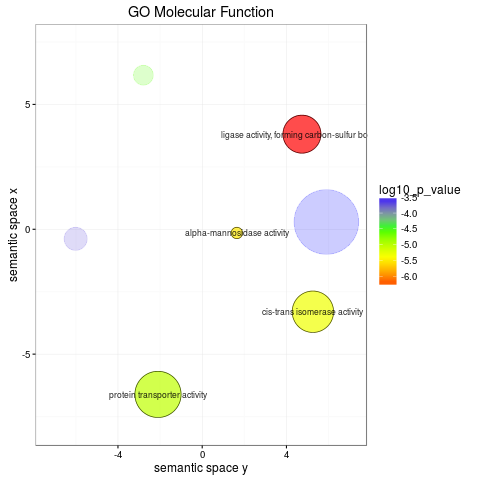 GO Molecular Function
5
0
-5
semantic space x
ligase activity, forming carbon-sulfur bo
alpha-mannosidase activity
cis-trans isomerase activity
protein transporter activity
-4
0
4
semantic space y
log10_p_value
-3.5
-4.0
-4.5
-5.0
-5.5
-6.0